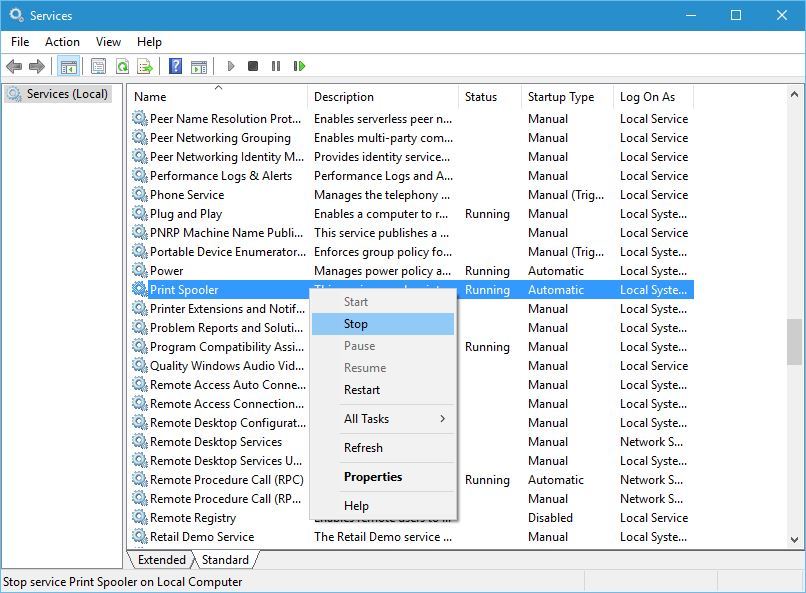 Services
File Action View Help
Services (Local)
Name Description Status Startup Type Log On As
Peer Name Resolution Prot... Enables serverless peer n... Manual Local Service
Peer Networking Grouping Enables multi-party com... Manual Local Service
Peer Networking Identity M... Provides identity service... Manual Local Service
Performance Logs & Alerts Performance Logs and A... Manual Local Service
Phone Service Manages the telephony ... Manual (Trig... Local Service
Plug and Play Enables a computer to r... Running Manual Local Syste...
PNRP Machine Name Publi... This service publishes a ... Manual Local Service
Portable Device Enumerator... Enforces group policy fo... Manual (Trig... Local Syste...
Power Manages power policy a... Running Automatic Local Syste...
Print Spooler Running Automatic Local Syste...
Printer Extensions and Notif... Manual Local Syste...
Problem Reports and Soluti... Manual Local Syste...
Program Compatibility Assi... Running Manual Local Syste...
Quality Windows Audio Vid... Manual Local Service
Remote Access Auto Conne... Manual Local Syste...
Remote Access Connection... Manual Local Syste...
Remote Desktop Configurat... Manual Local Syste...
Remote Desktop Services Manual Network S...
Remote Desktop Services U... Manual Local Syste...
Remote Procedure Call (RPC) Running Automatic Network S...
Remote Procedure Call (RP... Manual Network S...
Remote Registry Disabled Local Service
Retail Demo Service The Retail Demo service ... Manual Local Syste...
Start
Stop
Pause
Resume
Restart
All Tasks
Refresh
Properties
Help
Extended Standard
Stop service Print Spooler on Local Computer